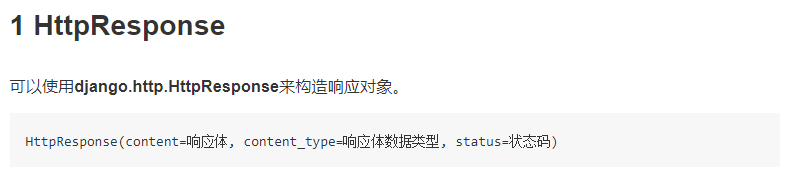 1 HttpResponse
可以使用django.http.HttpResponse来构造响应对象。
HttpResponse(content=响应体, content_type=响应体数据类型, status=状态码)